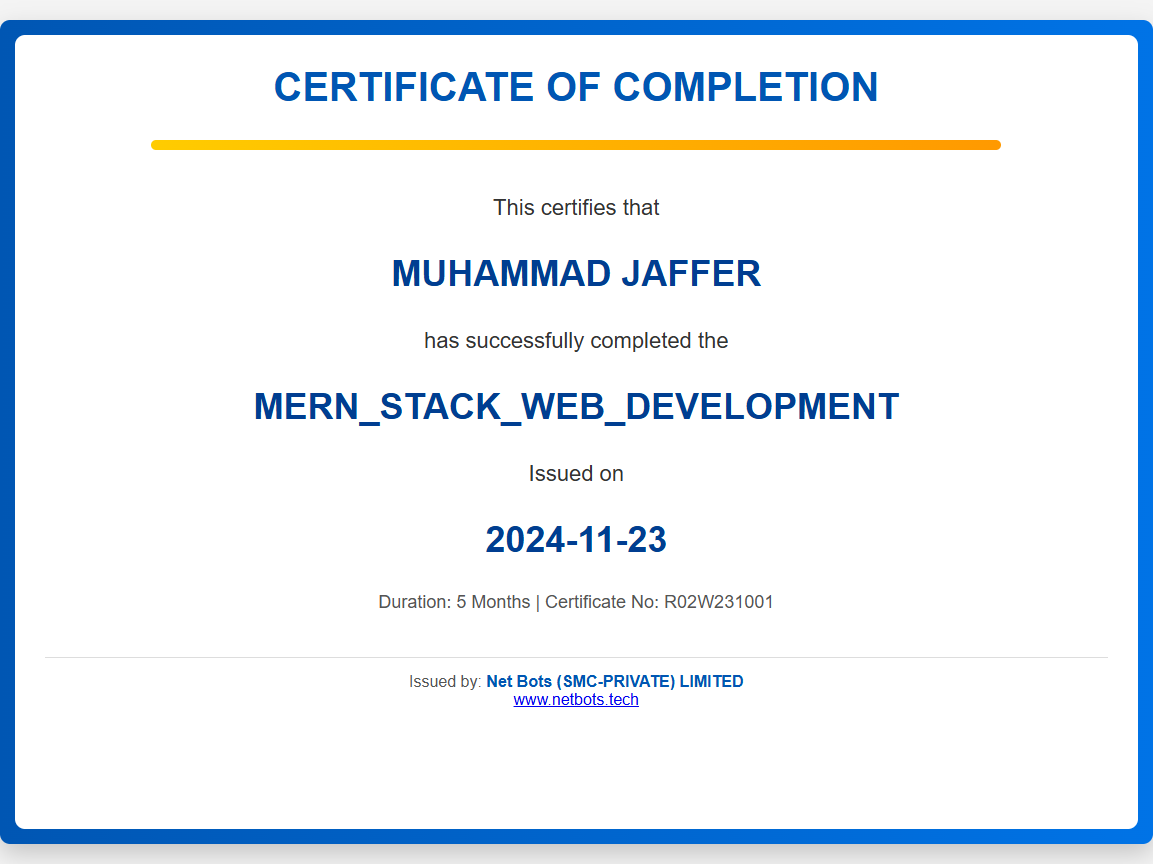 CERTIFICATE OF COMPLETION
This certifies that
MUHAMMAD JAFFER
has successfully completed the
MERN_STACK_WEB_DEVELOPMENT
Issued on
2024-11-23
Duration: 5 Months | Certificate No: R02W231001
Issued by: Net Bots (SMC-PRIVATE) LIMITED
www.netbots.tech